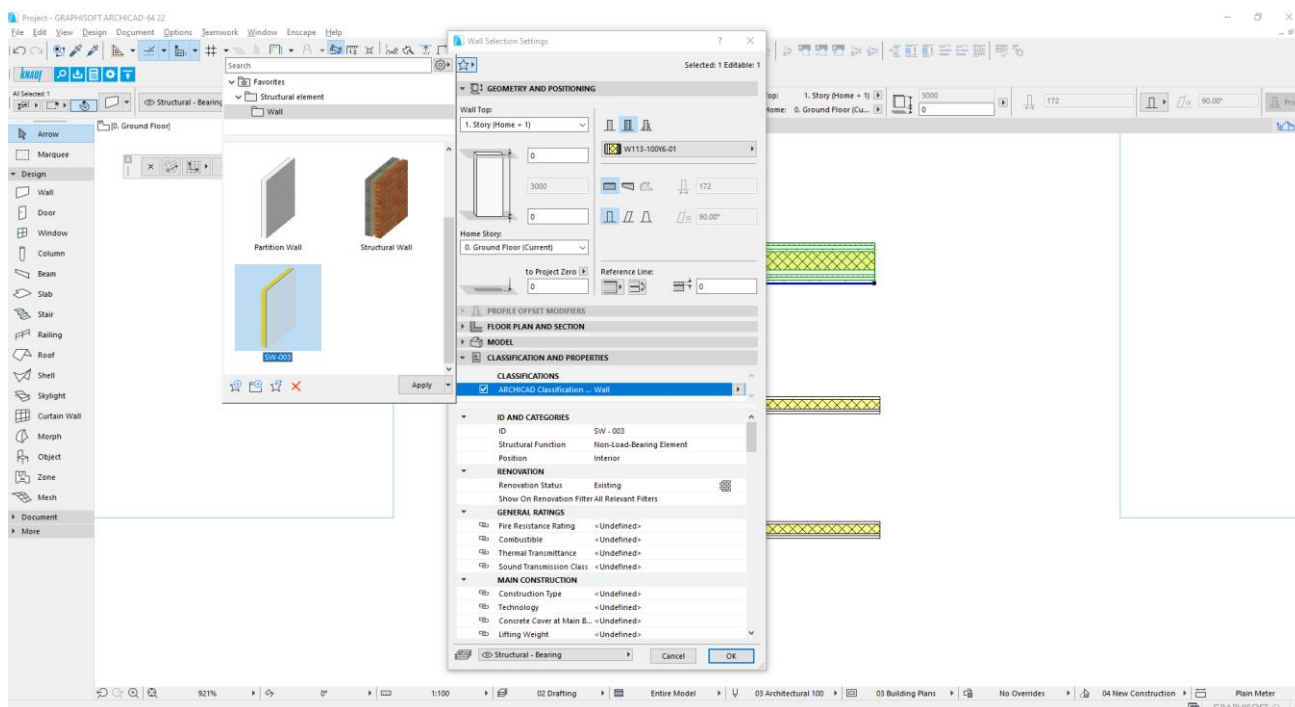 Project - GRAPHISOFT ARCHICAD-64 22
File Edit View Design Document Options Teamwork Window Enscape Help
KNAUF
All Selected: 1
Structural - Bearing
[0. Ground Floor]
Arrow
Marquee
Design
Wall
Door
Window
Column
Beam
Slab
Stair
Railing
Roof
Shell
Skylight
Curtain Wall
Morph
Object
Zone
Mesh
Document
More
Search
Favorites
Structural element
Wall
Partition Wall
Structural Wall
SW-003
Apply
Wall Selection Settings
? ×
Selected: 1 Editable: 1
GEOMETRY AND POSITIONING
Wall Top:
1. Story (Home + 1)
0
3000
0
Home Story:
0. Ground Floor (Current)
to Project Zero
0
W113-100Y6-01
172
90.00°
Reference Line:
0
PROFILE OFFSET MODIFIERS
FLOOR PLAN AND SECTION
MODEL
CLASSIFICATION AND PROPERTIES
CLASSIFICATIONS
ARCHICAD Classification ... Wall
ID AND CATEGORIES
ID SW - 003
Structural Function Non-Load-Bearing Element
Position Interior
RENOVATION
Renovation Status Existing
Show On Renovation Filter All Relevant Filters
GENERAL RATINGS
Fire Resistance Rating <Undefined>
Combustible <Undefined>
Thermal Transmittance <Undefined>
Sound Transmission Class <Undefined>
MAIN CONSTRUCTION
Construction Type <Undefined>
Technology <Undefined>
Concrete Cover at Main B... <Undefined>
Lifting Weight <Undefined>
Structural - Bearing
Cancel
OK
1. Story (Home + 1)
0. Ground Floor (Cu...
3000
0
172
90.00°
921% 0° 1:100 02 Drafting Entire Model 03 Architectural 100 03 Building Plans No Overrides 04 New Construction Plain Meter